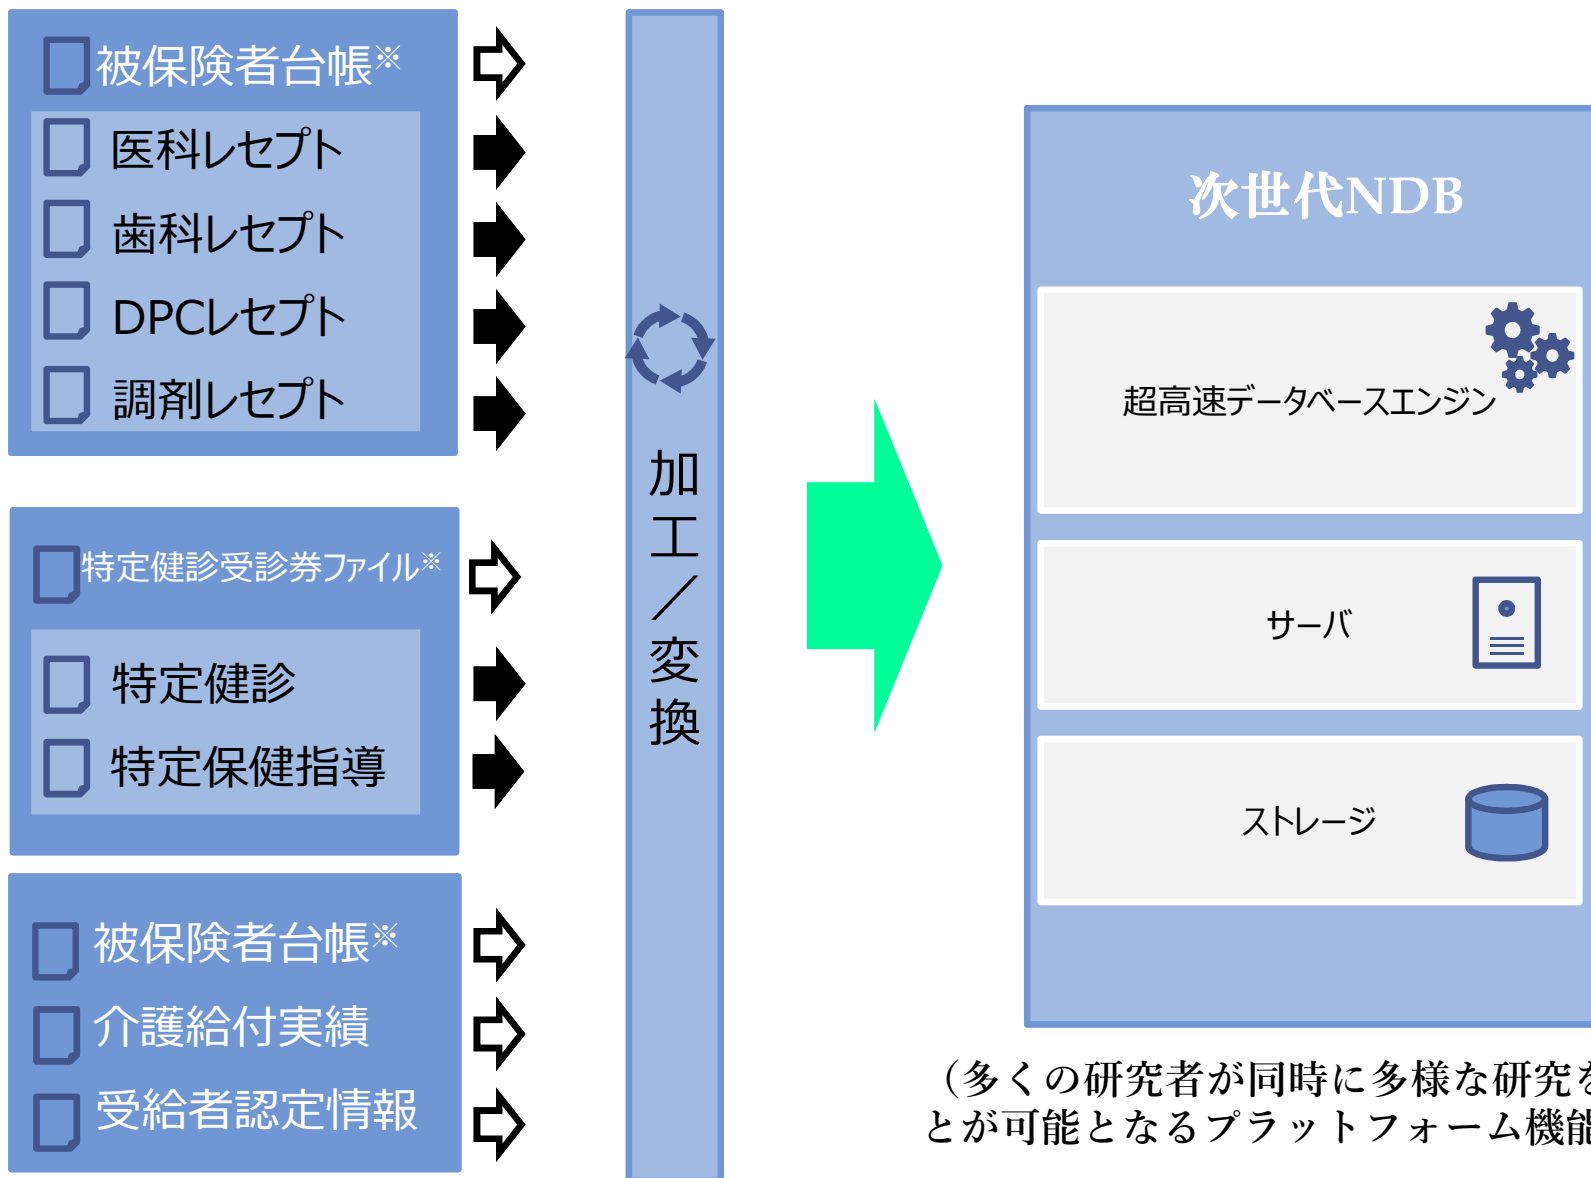 被保険者台帳※
医科レセプト
歯科レセプト
DPCレセプト
調剤レセプト
特定健診受診券ファイル※
特定健診
特定保健指導
被保険者台帳※
介護給付実績
受給者認定情報
加工／変換
次世代NDB
超高速データベースエンジン
サーバ
ストレージ
（多くの研究者が同時に多様な研究を
とが可能となるプラットフォーム機能